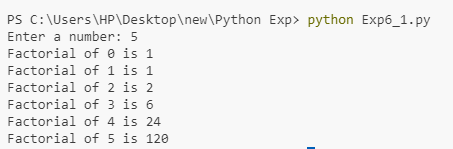 PS C:\Users\HP\Desktop\new\Python Exp> python Exp6_1.py
Enter a number: 5
Factorial of 0 is 1
Factorial of 1 is 1
Factorial of 2 is 2
Factorial of 3 is 6
Factorial of 4 is 24
Factorial of 5 is 120